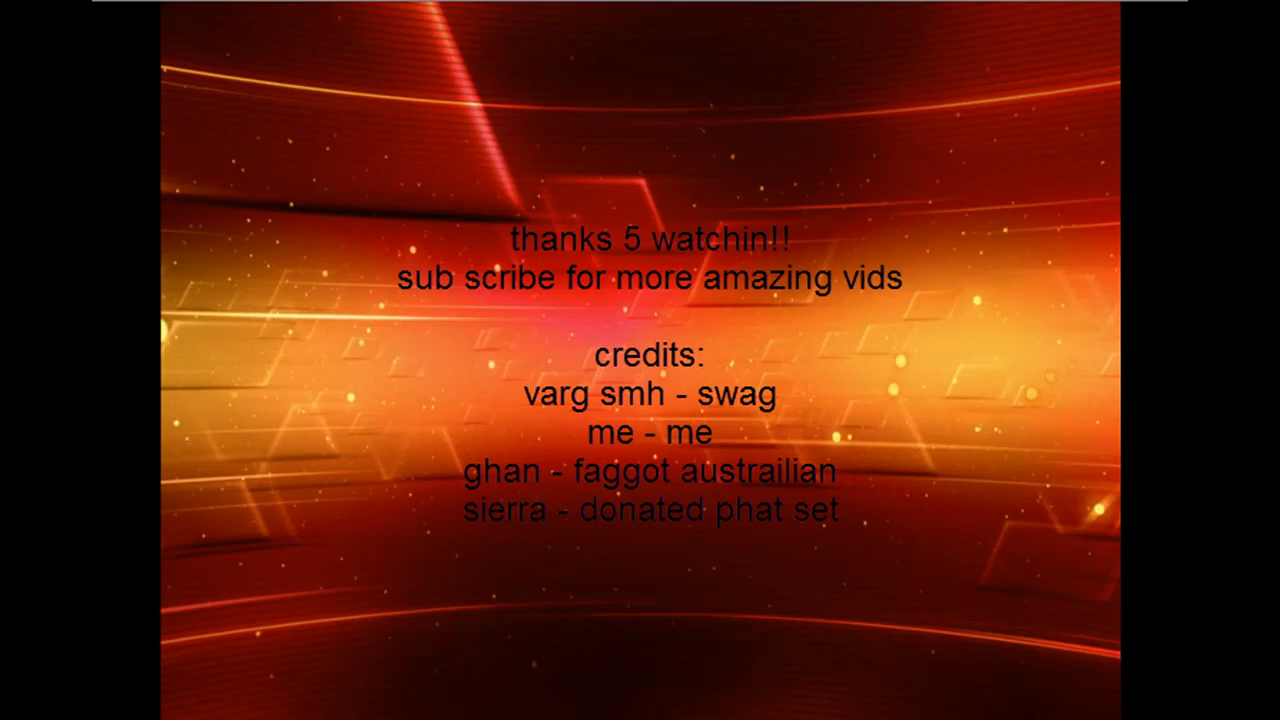 thanks 5 watchin!!
sub scribe for more amazing vids
credits:
varg smh - swag
me - me
ghan - faggot austrailian
sierra - donated phat set